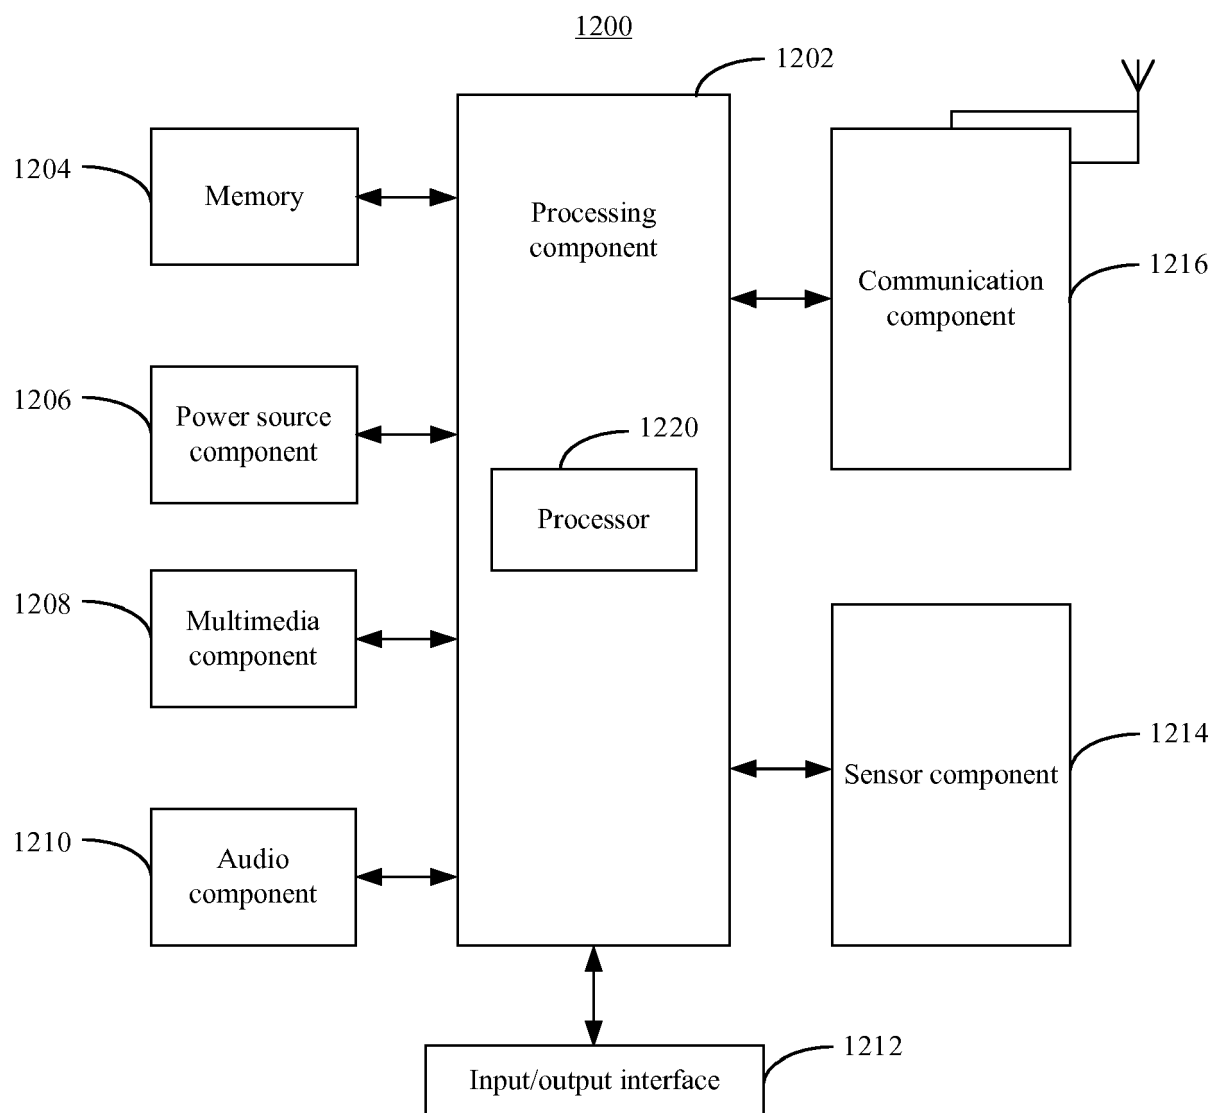 1200
1202
1204
Memory
Processing
component
Communication
component
1216
1206
Power source
component
1220
Processor
1208
Multimedia
component
1214
Sensor component
1210
Audio
component
1212
Input/output interface